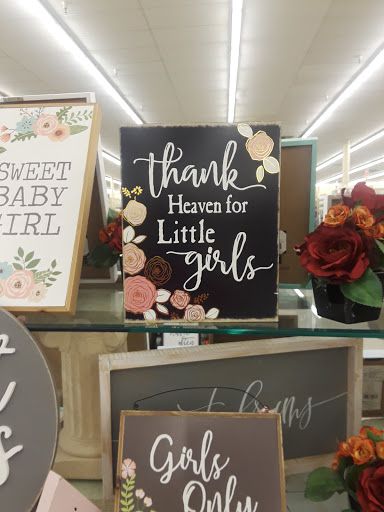 SWEET
BABY
GIRL
thank
Heaven for
Little
girls
Girls
Only